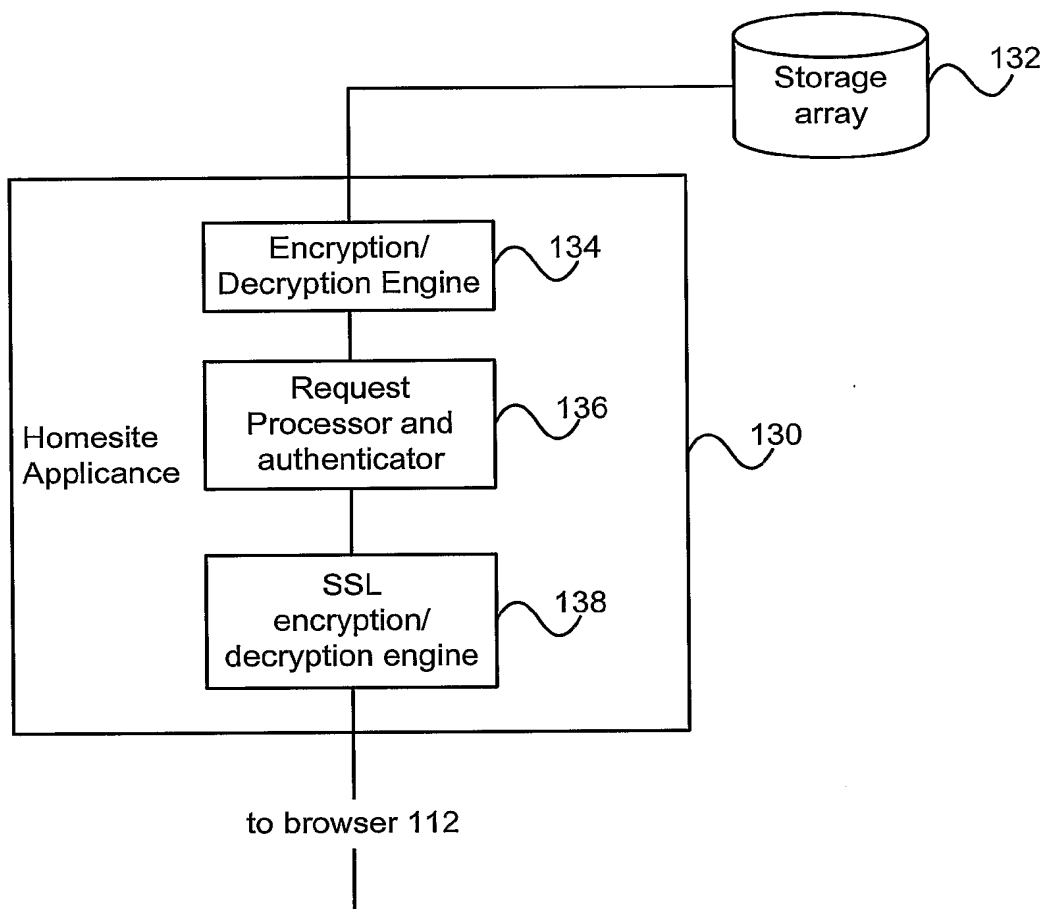 Storage
array
132
Encryption/
Decryption Engine
134
Request
Processor and
authenticator
136
Homesite
Applicance
130
SSL
encryption/
decryption engine
138
to browser 112